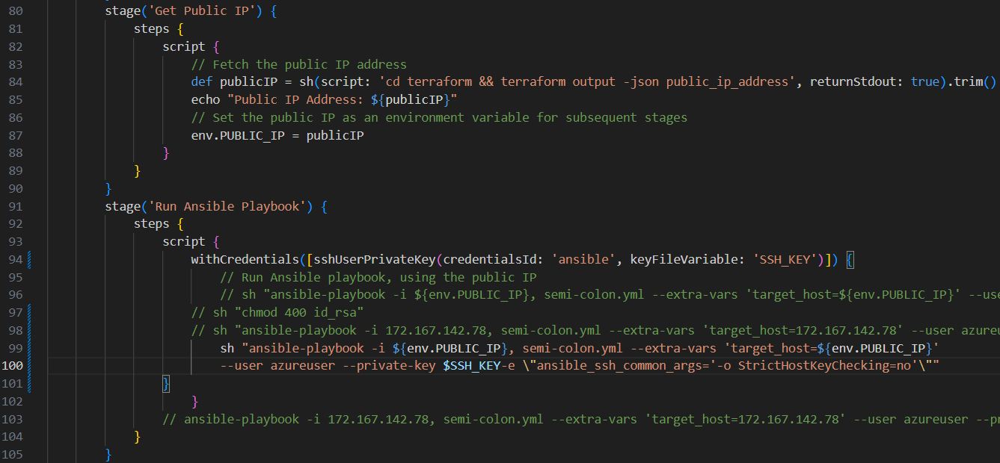 80 stage('Get Public IP') {
81 steps {
82 script {
83 // Fetch the public IP address
84 def publicIP = sh(script: 'cd terraform && terraform output -json public_ip_address', returnStdout: true).trim()
85 echo "Public IP Address: ${publicIP}"
86 // Set the public IP as an environment variable for subsequent stages
87 env.PUBLIC_IP = publicIP
88 }
89 }
90 }
91 stage('Run Ansible Playbook') {
92 steps {
93 script {
94 withCredentials([sshUserPrivateKey(credentialsId: 'ansible', keyFileVariable: 'SSH_KEY')]) {
95 // Run Ansible playbook, using the public IP
96 // sh "ansible-playbook -i ${env.PUBLIC_IP}, semi-colon.yml --extra-vars 'target_host=${env.PUBLIC_IP}' --use
97 // sh "chmod 400 id_rsa"
98 // sh "ansible-playbook -i 172.167.142.78, semi-colon.yml --extra-vars 'target_host=172.167.142.78' --user azureu
99 sh "ansible-playbook -i ${env.PUBLIC_IP}, semi-colon.yml --extra-vars 'target_host=${env.PUBLIC_IP}'
100 --user azureuser --private-key $SSH_KEY-e \"ansible_ssh_common_args='-o StrictHostKeyChecking=no'\""
101 }
102 }
103 // ansible-playbook -i 172.167.142.78, semi-colon.yml --extra-vars 'target_host=172.167.142.78' --user azureuser --pr
104 }
105 }